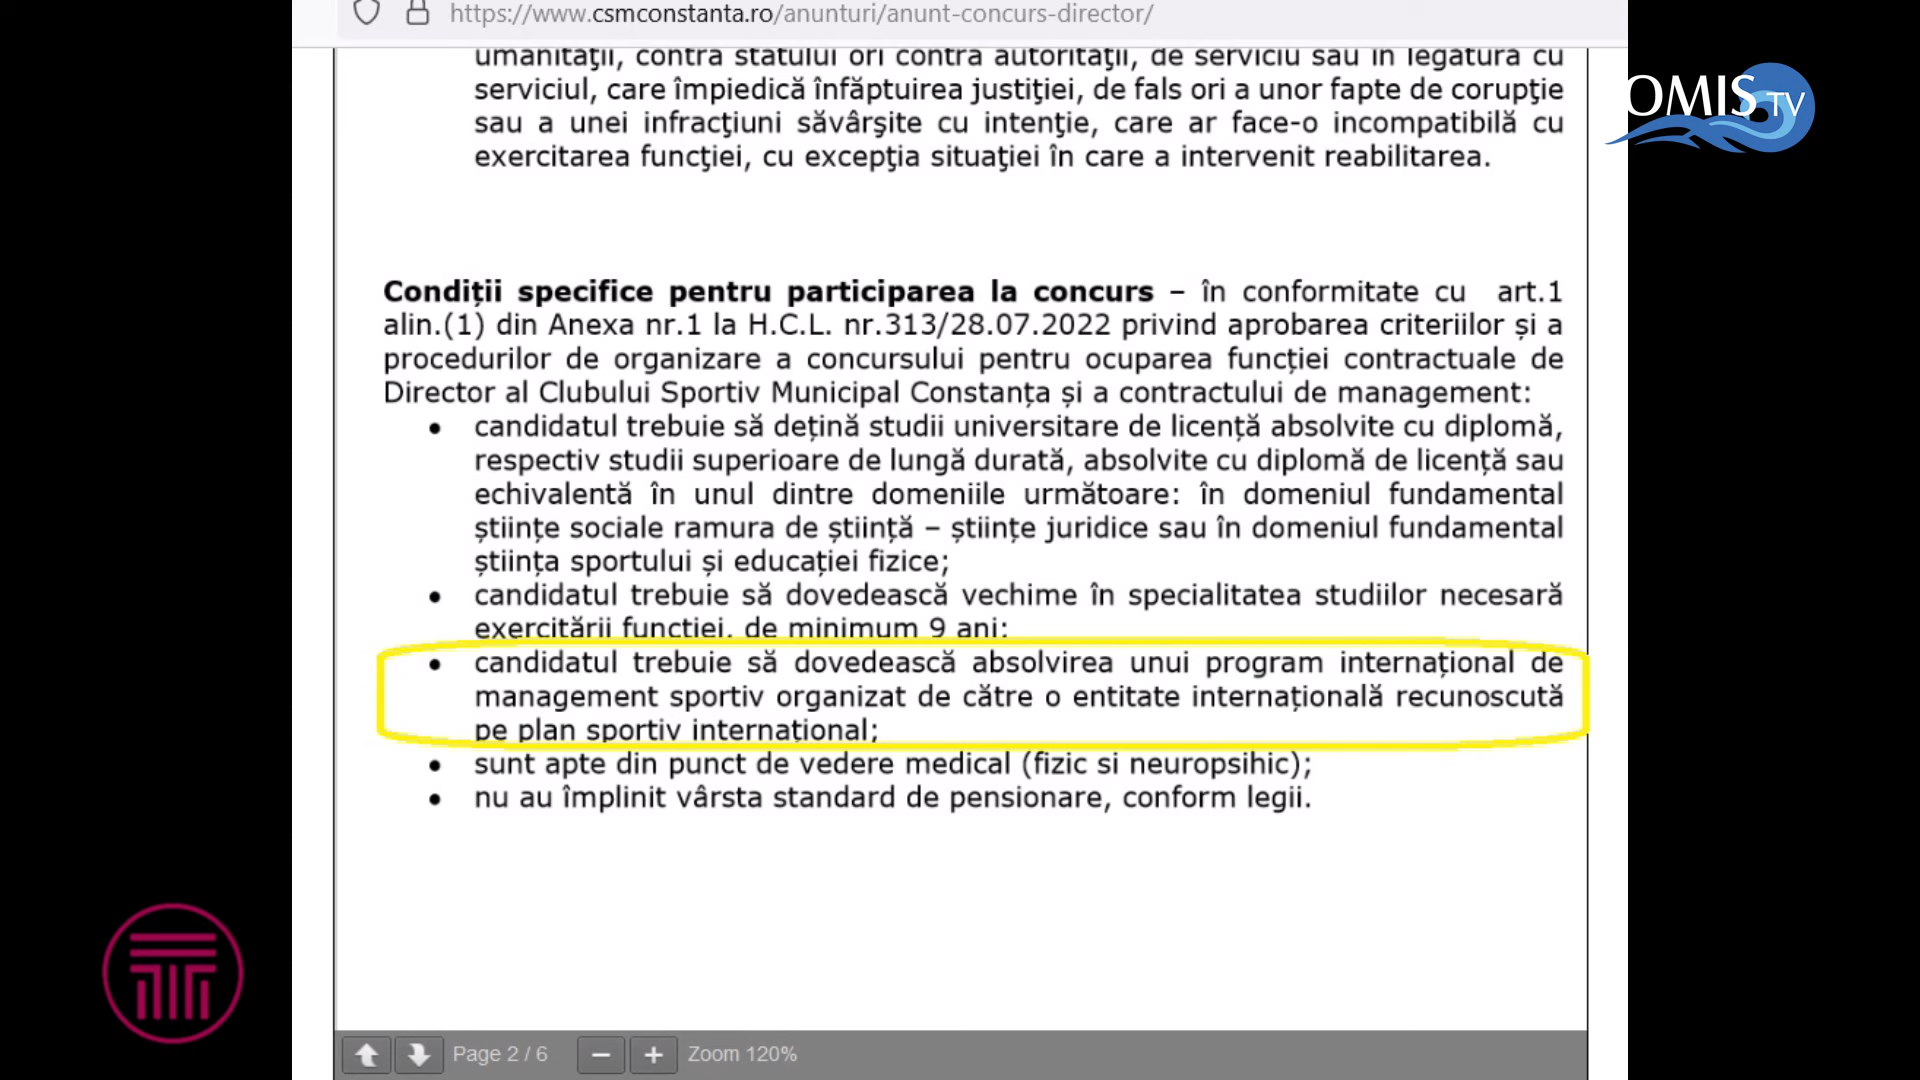 https://www.csmconstanta.ro/anunturi/anunt-concurs-director/
umanităţii, contra statului ori contra autorităţii, de serviciu sau în legătură cu
serviciul, care împiedică înfăptuirea justiţiei, de fals ori a unor fapte de corupţie
sau a unei infracţiuni săvârşite cu intenţie, care ar face-o incompatibilă cu
exercitarea funcţiei, cu excepţia situaţiei în care a intervenit reabilitarea.
OMIS TV
Condiții specifice pentru participarea la concurs – în conformitate cu art.1
alin.(1) din Anexa nr.1 la H.C.L. nr.313/28.07.2022 privind aprobarea criteriilor și a
procedurilor de organizare a concursului pentru ocuparea funcției contractuale de
Director al Clubului Sportiv Municipal Constanța și a contractului de management:
• candidatul trebuie să dețină studii universitare de licență absolvite cu diplomă,
respectiv studii superioare de lungă durată, absolvite cu diplomă de licență sau
echivalentă în unul dintre domeniile următoare: în domeniul fundamental
științe sociale ramura de știință – științe juridice sau în domeniul fundamental
știința sportului și educației fizice;
• candidatul trebuie să dovedească vechime în specialitatea studiilor necesară
exercitării funcției, de minimum 9 ani;
• candidatul trebuie să dovedească absolvirea unui program internațional de
management sportiv organizat de către o entitate internațională recunoscută
pe plan sportiv internațional;
• sunt apte din punct de vedere medical (fizic si neuropsihic);
• nu au împlinit vârsta standard de pensionare, conform legii.
Page 2 / 6
Zoom 120%